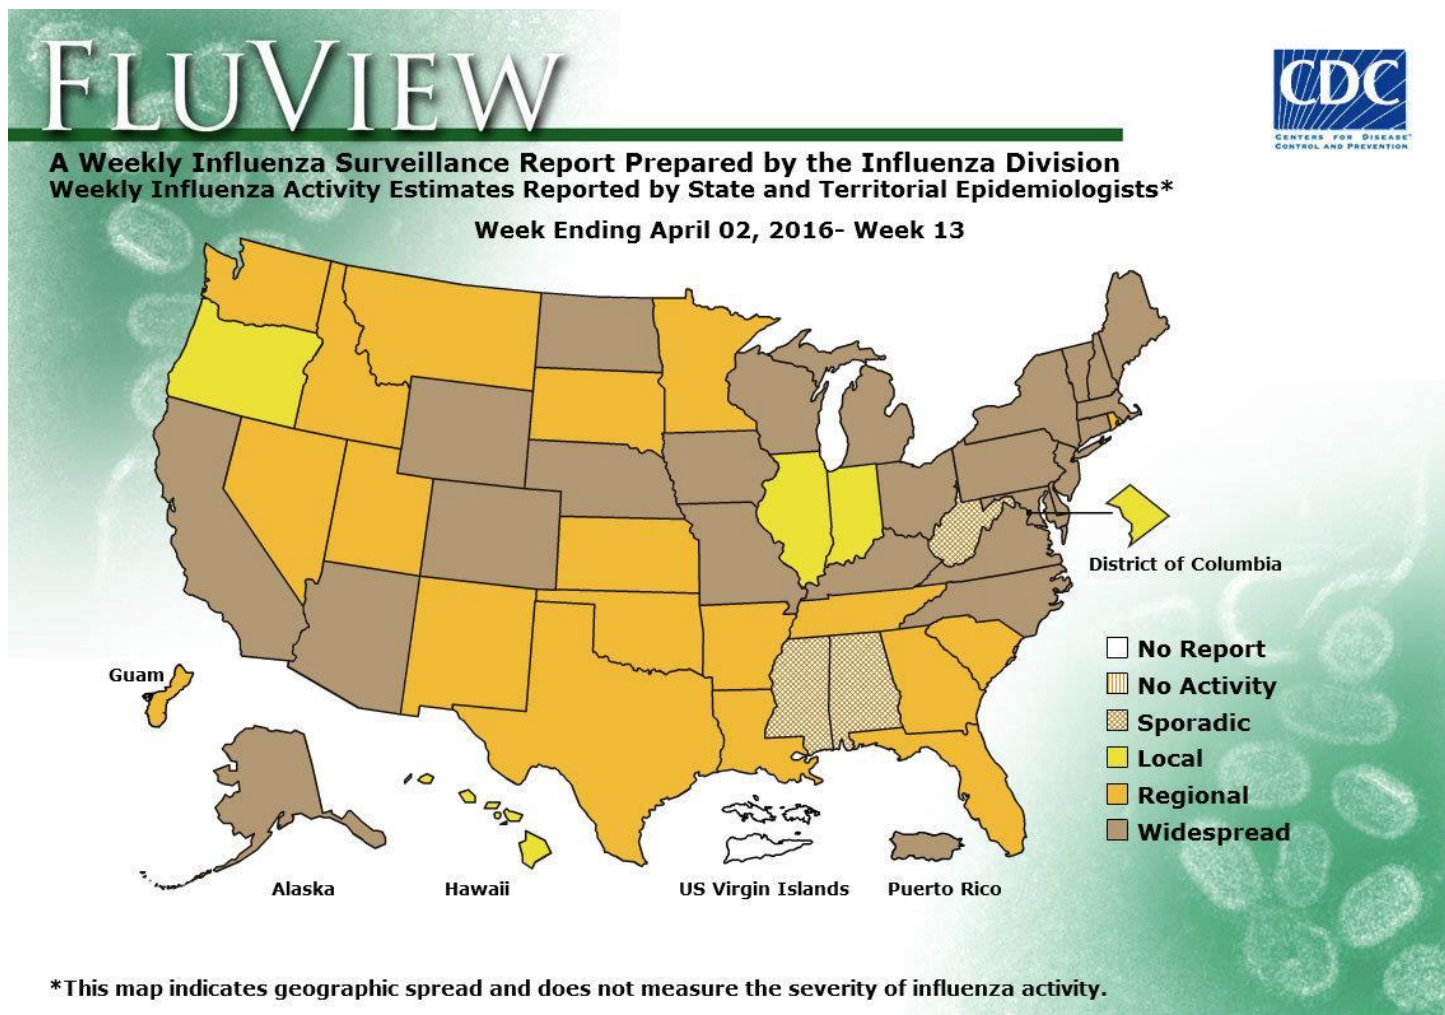 FLUVIEW
CDC
CENTERS FOR DISEASE
CONTROL AND PREVENTION
A Weekly Influenza Surveillance Report Prepared by the Influenza Division
Weekly Influenza Activity Estimates Reported by State and Territorial Epidemiologists*
Week Ending April 02, 2016- Week 13
District of Columbia
No Report
Guam
No Activity
Sporadic
Local
Regional
Widespread
Alaska
Hawaii
US Virgin Islands
Puerto Rico
*This map indicates geographic spread and does not measure the severity of influenza activity.